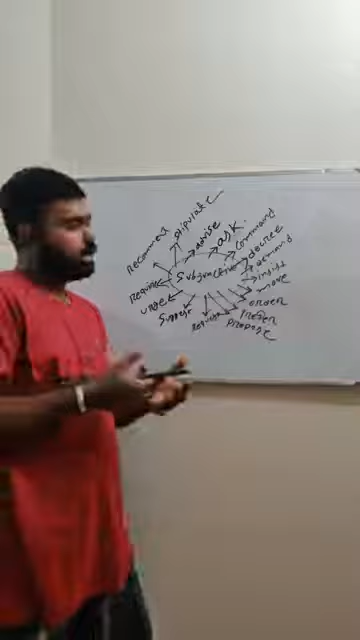 Subjunctive
stipulate
advise
ask.
command
decree
demand
insist
move
order
prefer
propose
request
suggest
urge
require
recommend